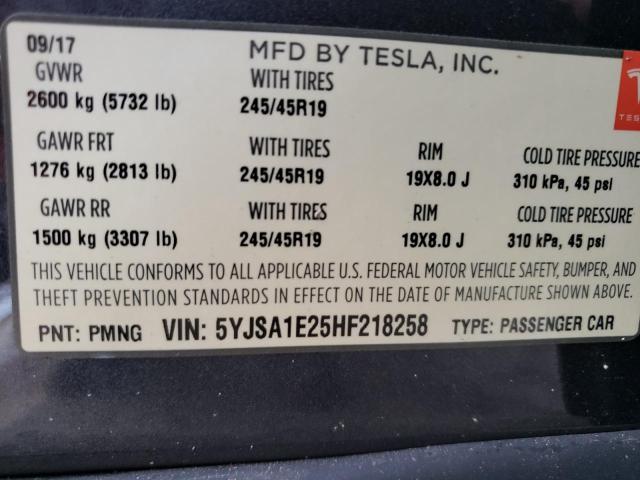 09/17 MFD BY TESLA, INC.
GVWR WITH TIRES
2600 kg (5732 lb) 245/45R19
GAWR FRT WITH TIRES RIM COLD TIRE PRESSURE
1276 kg (2813 lb) 245/45R19 19X8.0 J 310 kPa, 45 psi
GAWR RR WITH TIRES RIM COLD TIRE PRESSURE
1500 kg (3307 lb) 245/45R19 19X8.0 J 310 kPa, 45 psi
THIS VEHICLE CONFORMS TO ALL APPLICABLE U.S. FEDERAL MOTOR VEHICLE SAFETY, BUMPER, AND
THEFT PREVENTION STANDARDS IN EFFECT ON THE DATE OF MANUFACTURE SHOWN ABOVE.
PNT: PMNG VIN: 5YJSA1E25HF218258 TYPE: PASSENGER CAR